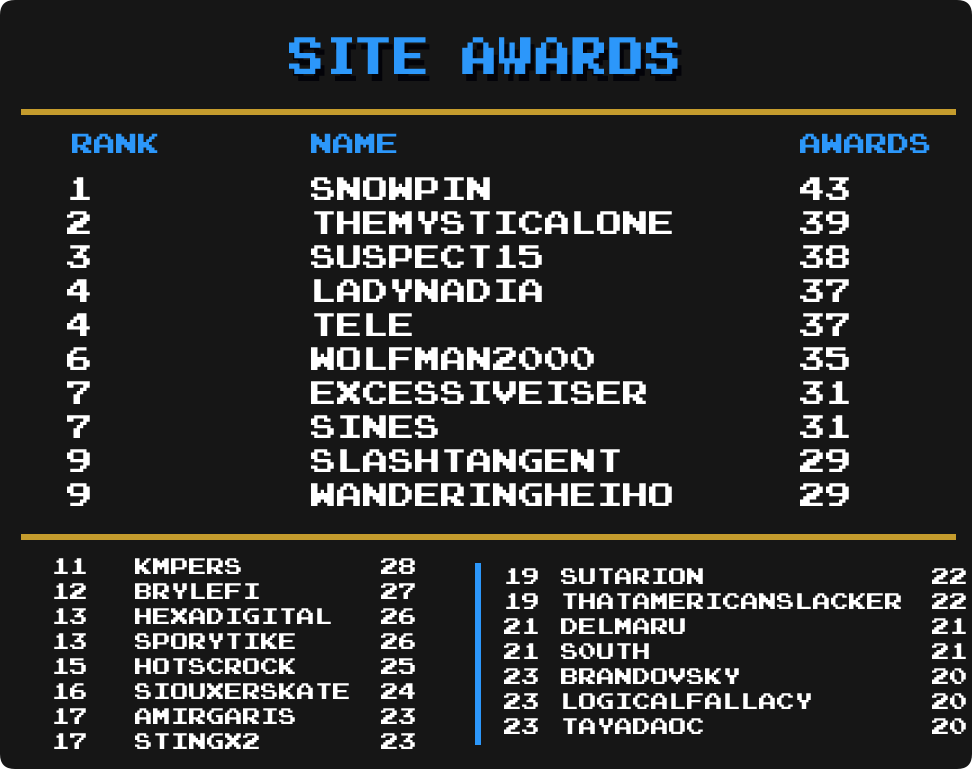 SITE AWARDS
RANK NAME AWARDS
1 SNOWPIN 43
2 THEMYSTICALONE 39
3 SUSPECT15 38
4 LADYNADIA 37
4 TELE 37
6 WOLFMAN2000 35
7 EXCESSIVEISER 31
7 SINES 31
9 SLASHTANGENT 29
9 WANDERINGHEIHO 29
11 KMPERS 28
12 BRYLEFI 27
13 HEXADIGITAL 26
13 SPORYTIKE 26
15 HOTSCROCK 25
16 SIOUXERSKATE 24
17 AMIRGARIS 23
17 STINGX2 23
19 SUTARION 22
19 THATAMERICANSLACKER 22
21 DELMARU 21
21 SOUTH 21
23 BRANDOVSKY 20
23 LOGICALFALLACY 20
23 TAYADAOC 20